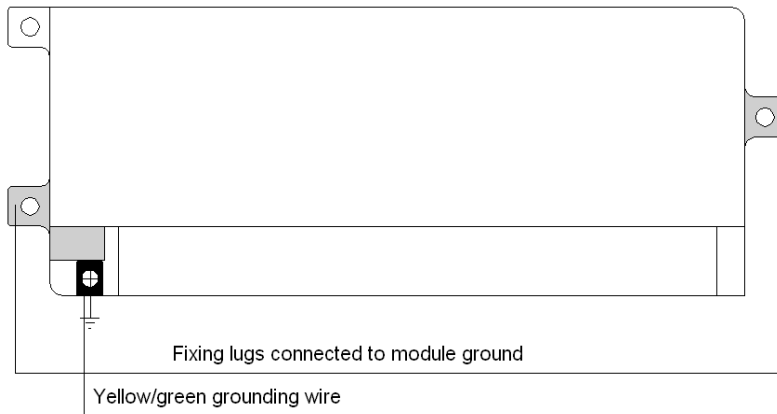 Fixing lugs connected to module ground
Yellow/green grounding wire